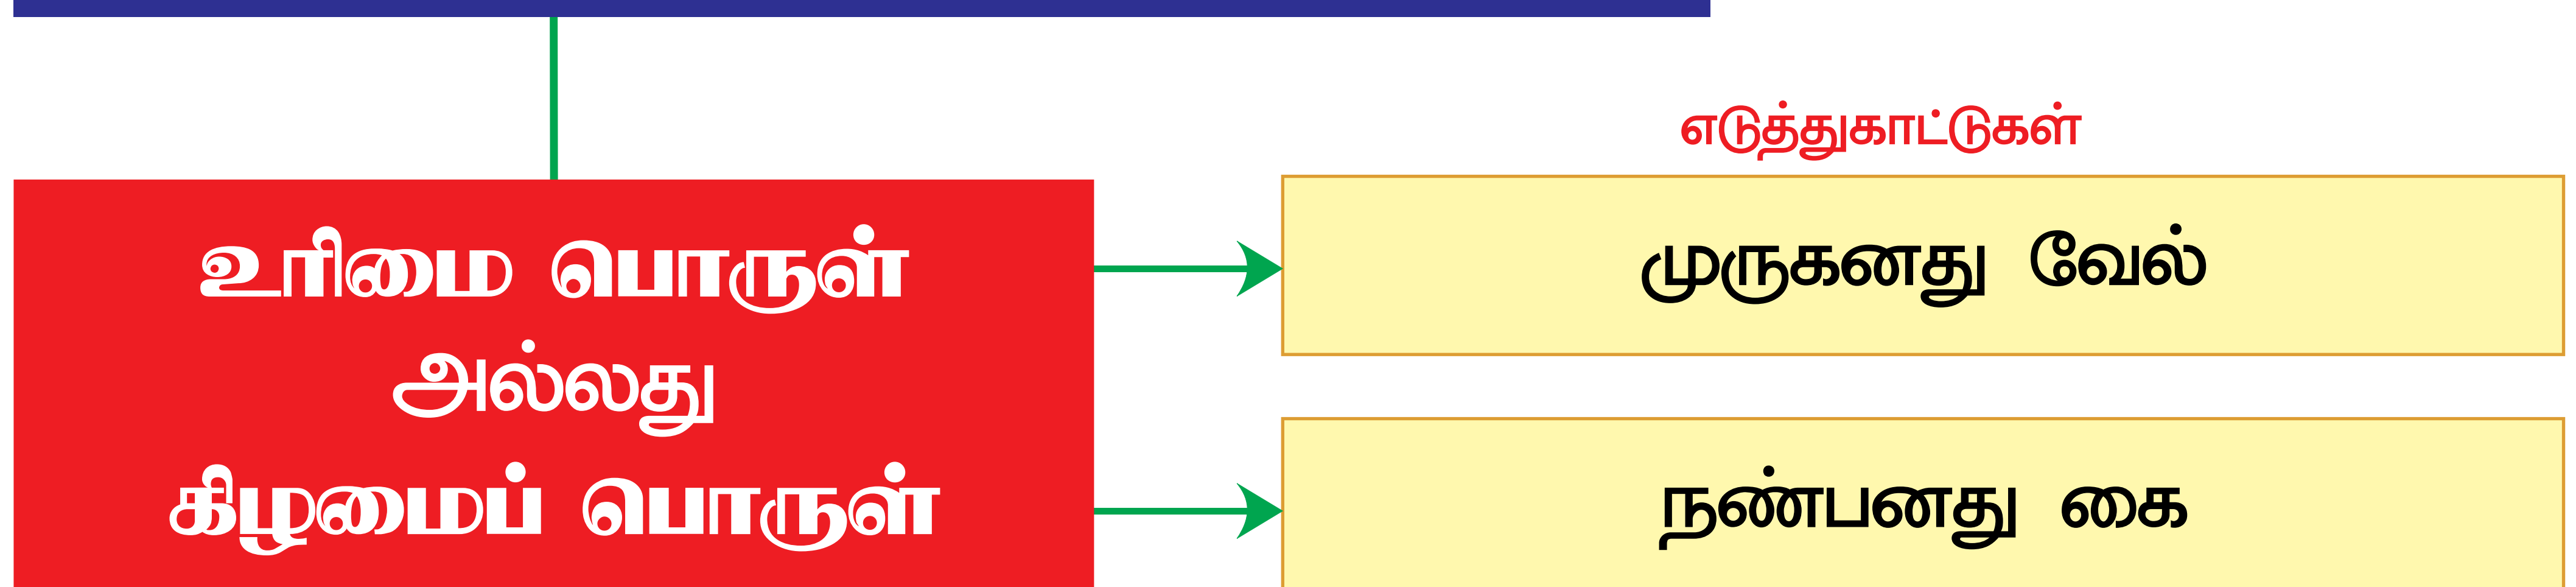 எடுத்துகாட்டுகள்
உரிமை பொருள்
அல்லது
கிழமைப் பொருள்
முருகனது வேல்
நண்பனது கை